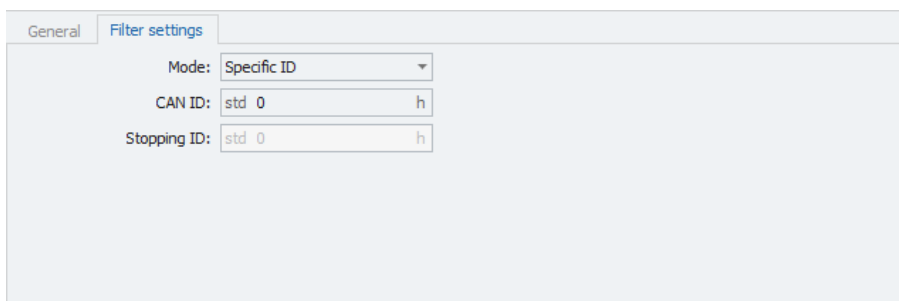 General Filter settings
Mode: Specific ID
CAN ID: std 0 h
Stopping ID: std 0 h